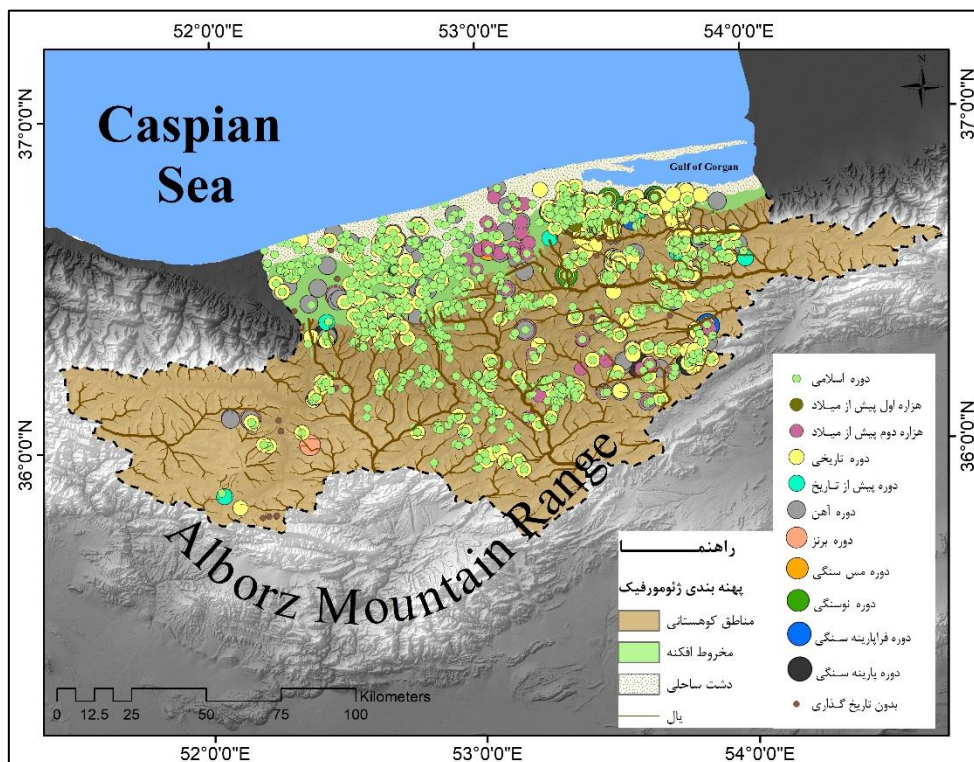 52°0'0"E 53°0'0"E 54°0'0"E
37°0'0"N
37°0'0"N
36°0'0"N
36°0'0"N
N
Caspian
Sea
Gulf of Gorgan
Alborz Mountain Range
دوره اسلامی
هزاره اول پیش از میلاد
هزاره دوم پیش از میلاد
دوره تاریخی
دوره پیش از تاریخ
دوره آهن
دوره برنز
دوره مس سنگی
دوره نوسنگی
دوره فراپارینه سنگی
دوره پارینه سنگی
بدون تاریخ گذاری
راهنما
پهنه بندی ژئومورفیک
مناطق کوهستانی
مخروط افکنه
دشت ساحلی
یال
Kilometers
0 12.5 25 50 75 100
52°0'0"E 53°0'0"E 54°0'0"E